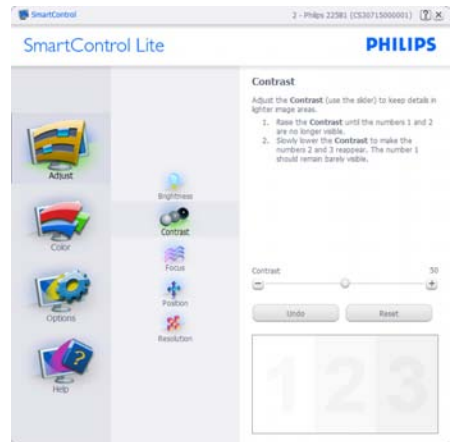 SmartControl
2 - Philips 225B1 (CS30715000001)
SmartControl Lite
PHILIPS
Adjust
Color
Options
Help
Brightness
Contrast
Focus
Position
Resolution
Contrast
Adjust the Contrast (use the slider) to keep details in
lighter image areas.
1. Raise the Contrast until the numbers 1 and 2
are no longer visible.
2. Slowly lower the Contrast to make the
numbers 2 and 3 reappear. The number 1
should remain barely visible.
Contrast 50
Undo Reset
1 2 3